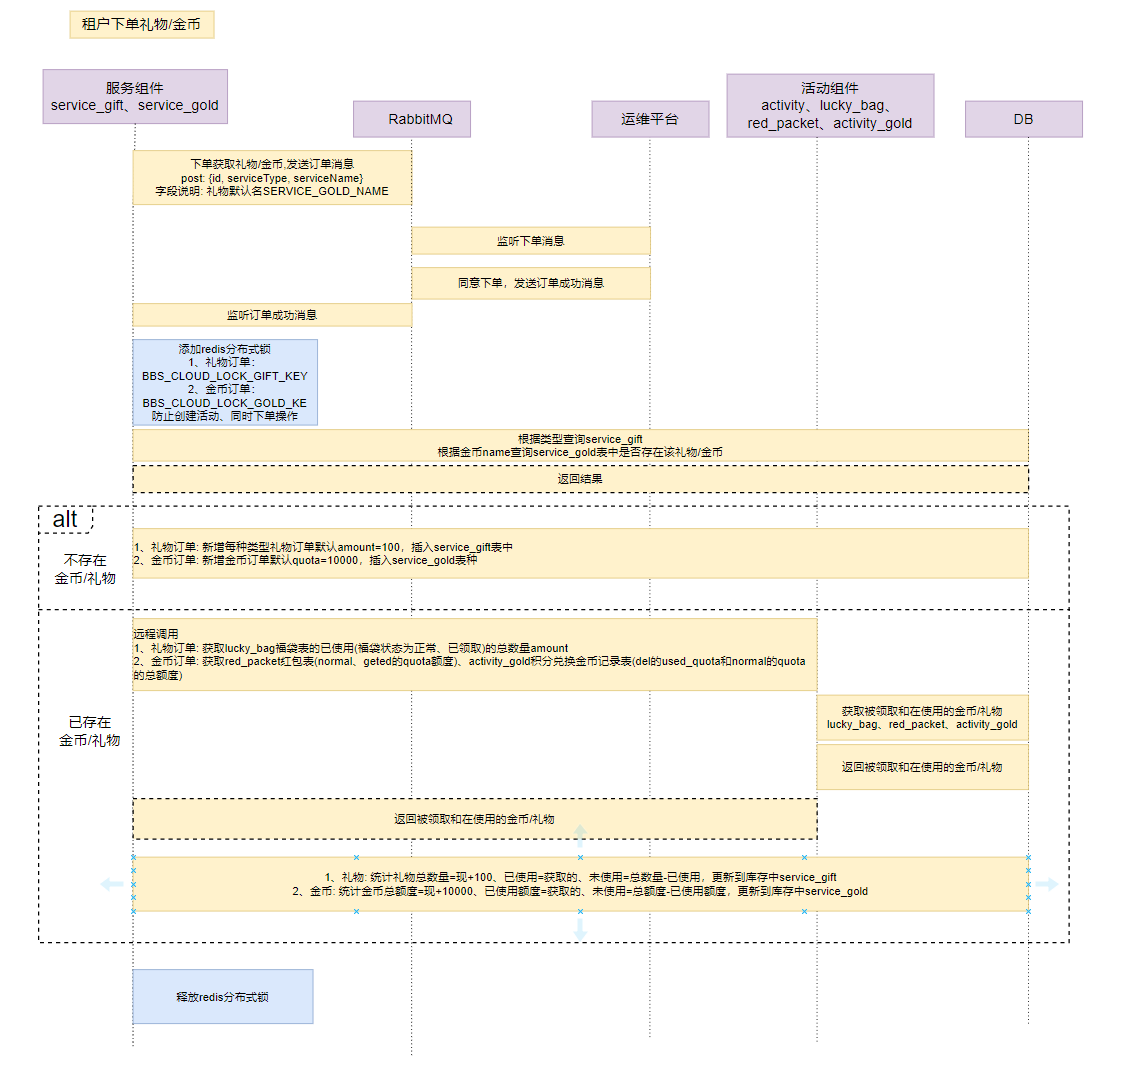 租户下单礼物/金币
服务组件
service_gift、service_gold
RabbitMQ
运维平台
活动组件
activity、lucky_bag、
red_packet、activity_gold
DB
下单获取礼物/金币,发送订单消息
post: {id, serviceType, serviceName}
字段说明: 礼物默认名SERVICE_GOLD_NAME
监听下单消息
同意下单，发送订单成功消息
监听订单成功消息
添加redis分布式锁
1、礼物订单：
BBS_CLOUD_LOCK_GIFT_KEY
2、金币订单：
BBS_CLOUD_LOCK_GOLD_KE
防止创建活动、同时下单操作
根据类型查询service_gift
根据金币name查询service_gold表中是否存在该礼物/金币
返回结果
alt
不存在
金币/礼物
1、礼物订单: 新增每种类型礼物订单默认amount=100，插入service_gift表中
2、金币订单: 新增金币订单默认quota=10000，插入service_gold表种
远程调用
1、礼物订单: 获取lucky_bag福袋表的已使用(福袋状态为正常、已领取)的总数量amount
2、金币订单: 获取red_packet红包表(normal、geted的quota额度)、activity_gold积分兑换金币记录表(del的used_quota和normal的quota
的总额度)
已存在
金币/礼物
获取被领取和在使用的金币/礼物
lucky_bag、red_packet、activity_gold
返回被领取和在使用的金币/礼物
返回被领取和在使用的金币/礼物
1、礼物: 统计礼物总数量=现+100、已使用=获取的、未使用=总数量-已使用，更新到库存中service_gift
2、金币: 统计金币总额度=现+10000、已使用额度=获取的、未使用=总额度-已使用额度，更新到库存中service_gold
释放redis分布式锁